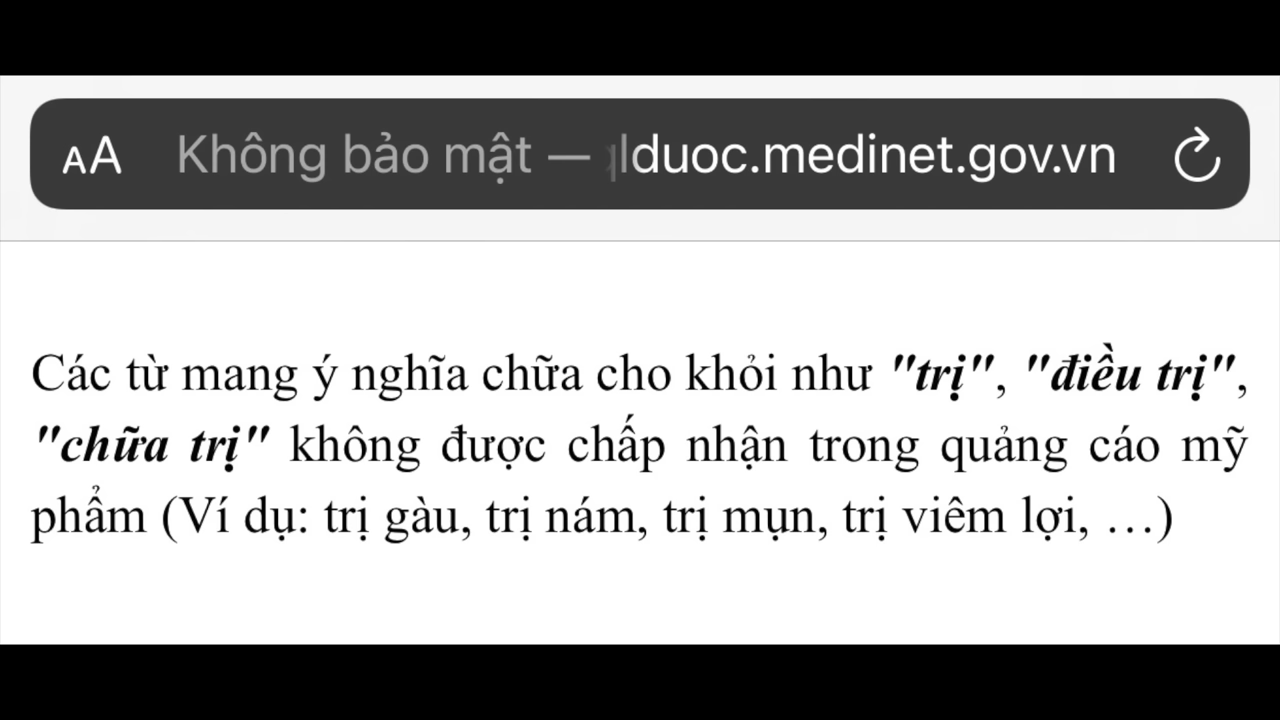 AA Không bảo mật — qlduoc.medinet.gov.vn
Các từ mang ý nghĩa chữa cho khỏi như "trị", "điều trị",
"chữa trị" không được chấp nhận trong quảng cáo mỹ
phẩm (Ví dụ: trị gàu, trị nám, trị mụn, trị viêm lợi, …)